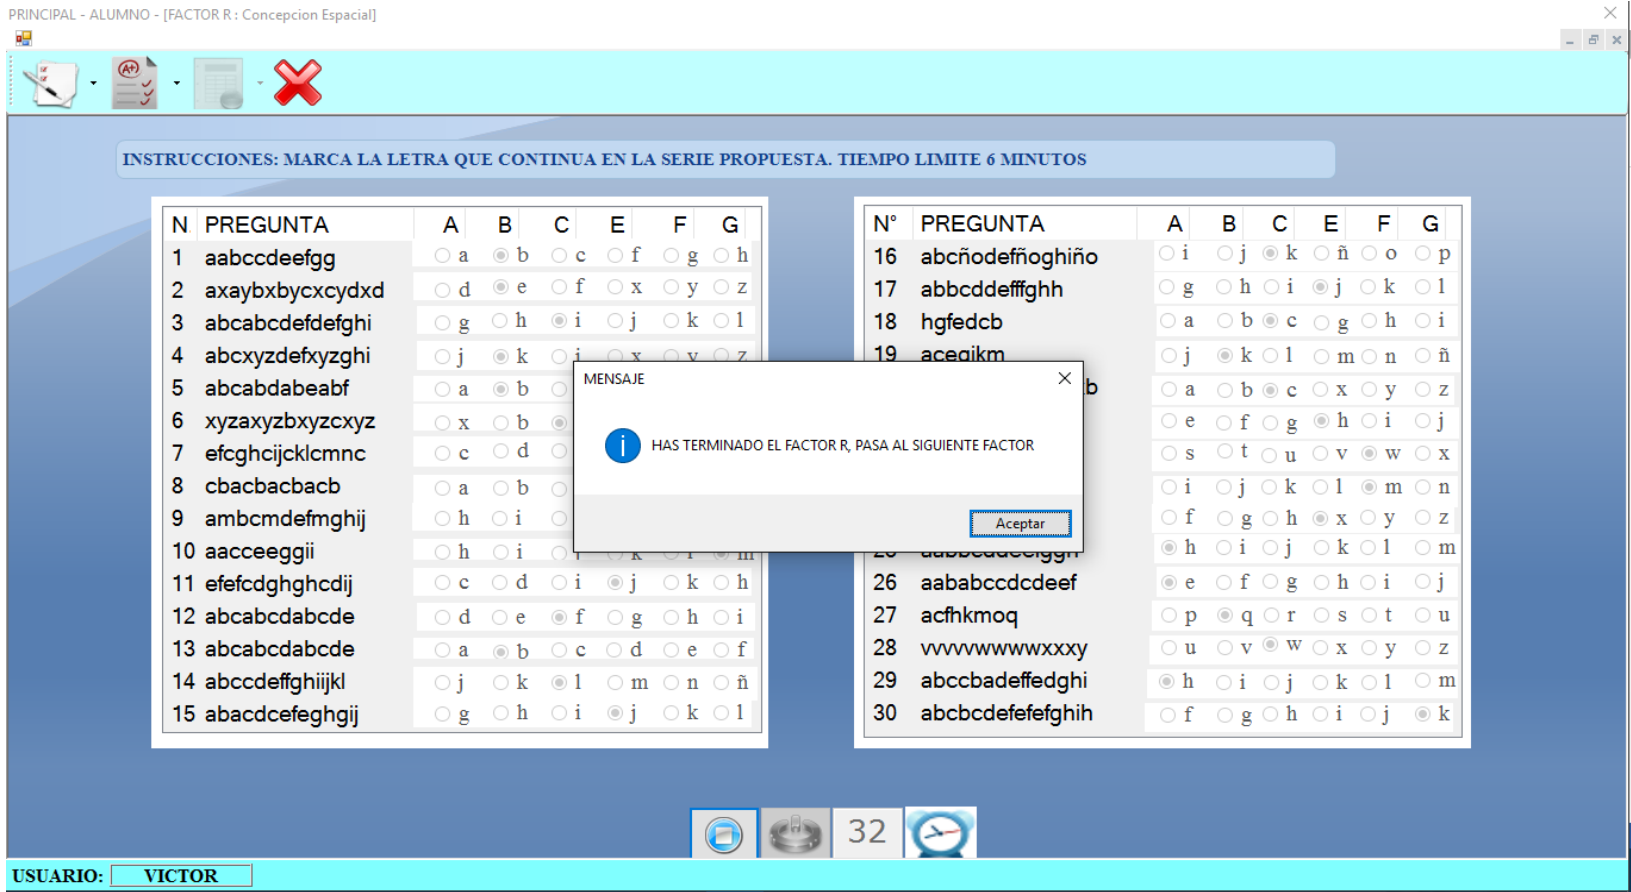 PRINCIPAL - ALUMNO - [FACTOR R : Concepcion Espacial]
INSTRUCCIONES: MARCA LA LETRA QUE CONTINUA EN LA SERIE PROPUESTA. TIEMPO LIMITE 6 MINUTOS
N PREGUNTA A B C E F G
1 aabccdeefgg a b c f g h
2 axaybxbycxcydxd d e f x y z
3 abcabcdefdefghi g h i j k l
4 abcxyzdefxyzghi j k i x y z
5 abcabdabeabf a b
6 xyzaxyzbxyzcxyz x b
7 efcghcijcklcmnc c d
8 cbacbacbacb a b
9 ambcmdefmghij h i
10 aacceeggii h i k l m
11 efefcdghghcdij c d i j k h
12 abcabcdabcde d e f g h i
13 abcabcdabcde a b c d e f
14 abccdeffghiijkl j k l m n ñ
15 abacdcefeghgij g h i j k l
N° PREGUNTA A B C E F G
16 abcñodefñoghiño i j k ñ o p
17 abbcddefffghh g h i j k l
18 hgfedcb a b c g h i
19 acegikm j k l m n ñ
b a b c x y z
e f g h i j
s t u v w x
i j k l m n
f g h x y z
25 aabbcddeefggh h i j k l m
26 aababccdcdeef e f g h i j
27 acfhkmoq p q r s t u
28 vvvvvwwwwxxxy u v w x y z
29 abccbadeffedghi h i j k l m
30 abcbcdefefefghih f g h i j k
MENSAJE
HAS TERMINADO EL FACTOR R, PASA AL SIGUIENTE FACTOR
Aceptar
32
USUARIO: VICTOR